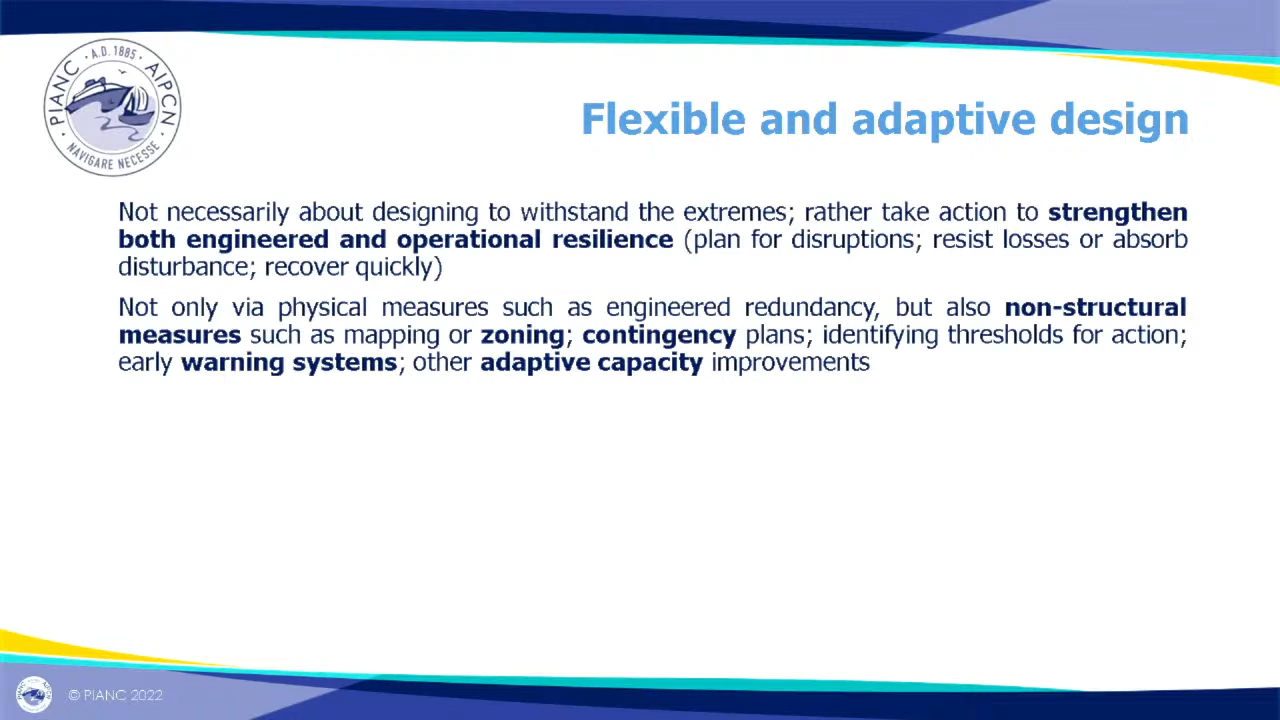 PIANC · A.D. 1885 · AIPCN
· NAVIGARE NECESSE ·
Flexible and adaptive design
Not necessarily about designing to withstand the extremes; rather take action to strengthen
both engineered and operational resilience (plan for disruptions; resist losses or absorb
disturbance; recover quickly)
Not only via physical measures such as engineered redundancy, but also non-structural
measures such as mapping or zoning; contingency plans; identifying thresholds for action;
early warning systems; other adaptive capacity improvements
© PIANC 2022